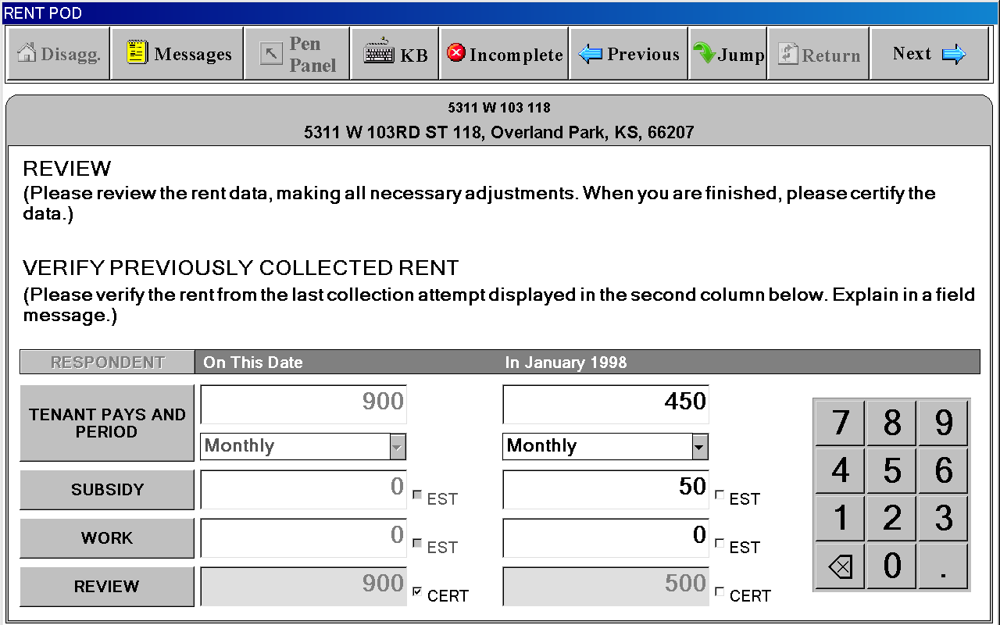 RENT POD
Disagg.
Messages
Pen
Panel
KB
Incomplete
Previous
Jump
Return
Next
5311 W 103 118
5311 W 103RD ST 118, Overland Park, KS, 66207
REVIEW
(Please review the rent data, making all necessary adjustments. When you are finished, please certify the
data.)
VERIFY PREVIOUSLY COLLECTED RENT
(Please verify the rent from the last collection attempt displayed in the second column below. Explain in a field
message.)
RESPONDENT On This Date In January 1998
TENANT PAYS AND
PERIOD
900 450
Monthly Monthly
SUBSIDY 0 EST 50 EST
WORK 0 EST 0 EST
REVIEW 900 CERT 500 CERT
7 8 9
4 5 6
1 2 3
0 .